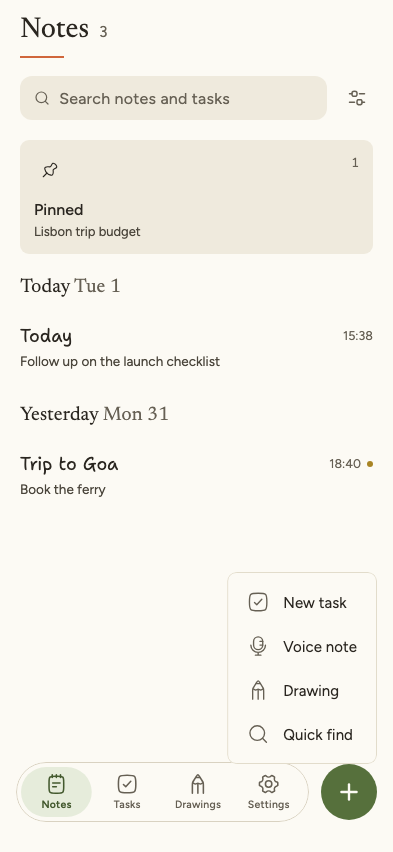 Notes 3
Search notes and tasks
1
Pinned
Lisbon trip budget
Today Tue 1
Today 15:38
Follow up on the launch checklist
Yesterday Mon 31
Trip to Goa 18:40
Book the ferry
New task
Voice note
Drawing
Quick find
Notes Tasks Drawings Settings